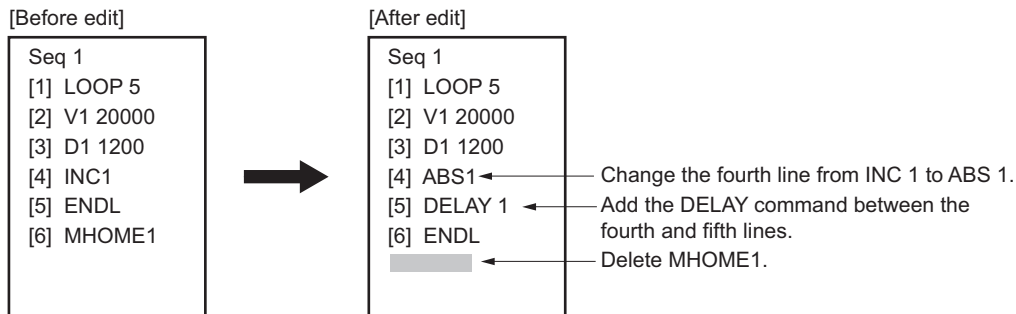 [Before edit]
Seq 1
[1] LOOP 5
[2] V1 20000
[3] D1 1200
[4] INC1
[5] ENDL
[6] MHOME1
[After edit]
Seq 1
[1] LOOP 5
[2] V1 20000
[3] D1 1200
[4] ABS1
[5] DELAY 1
[6] ENDL
Change the fourth line from INC 1 to ABS 1.
Add the DELAY command between the
fourth and fifth lines.
Delete MHOME1.